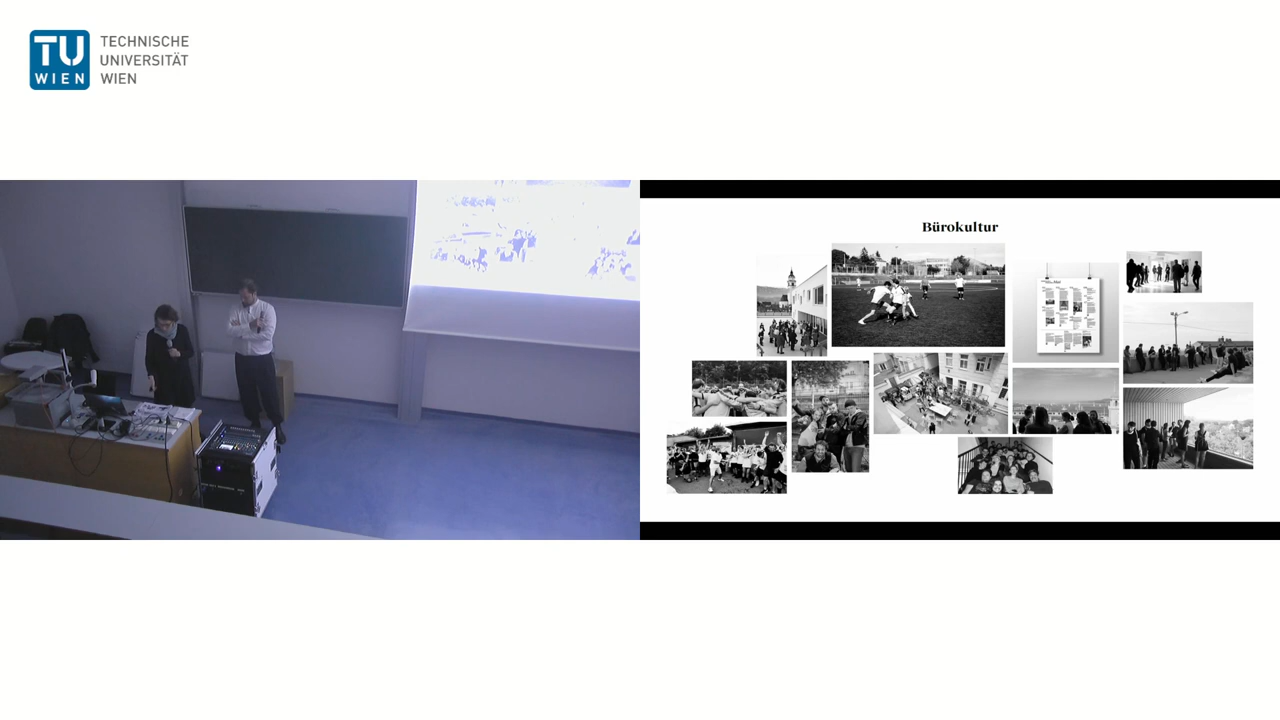 TU
WIEN
TECHNISCHE
UNIVERSITÄT
WIEN
Bürokultur